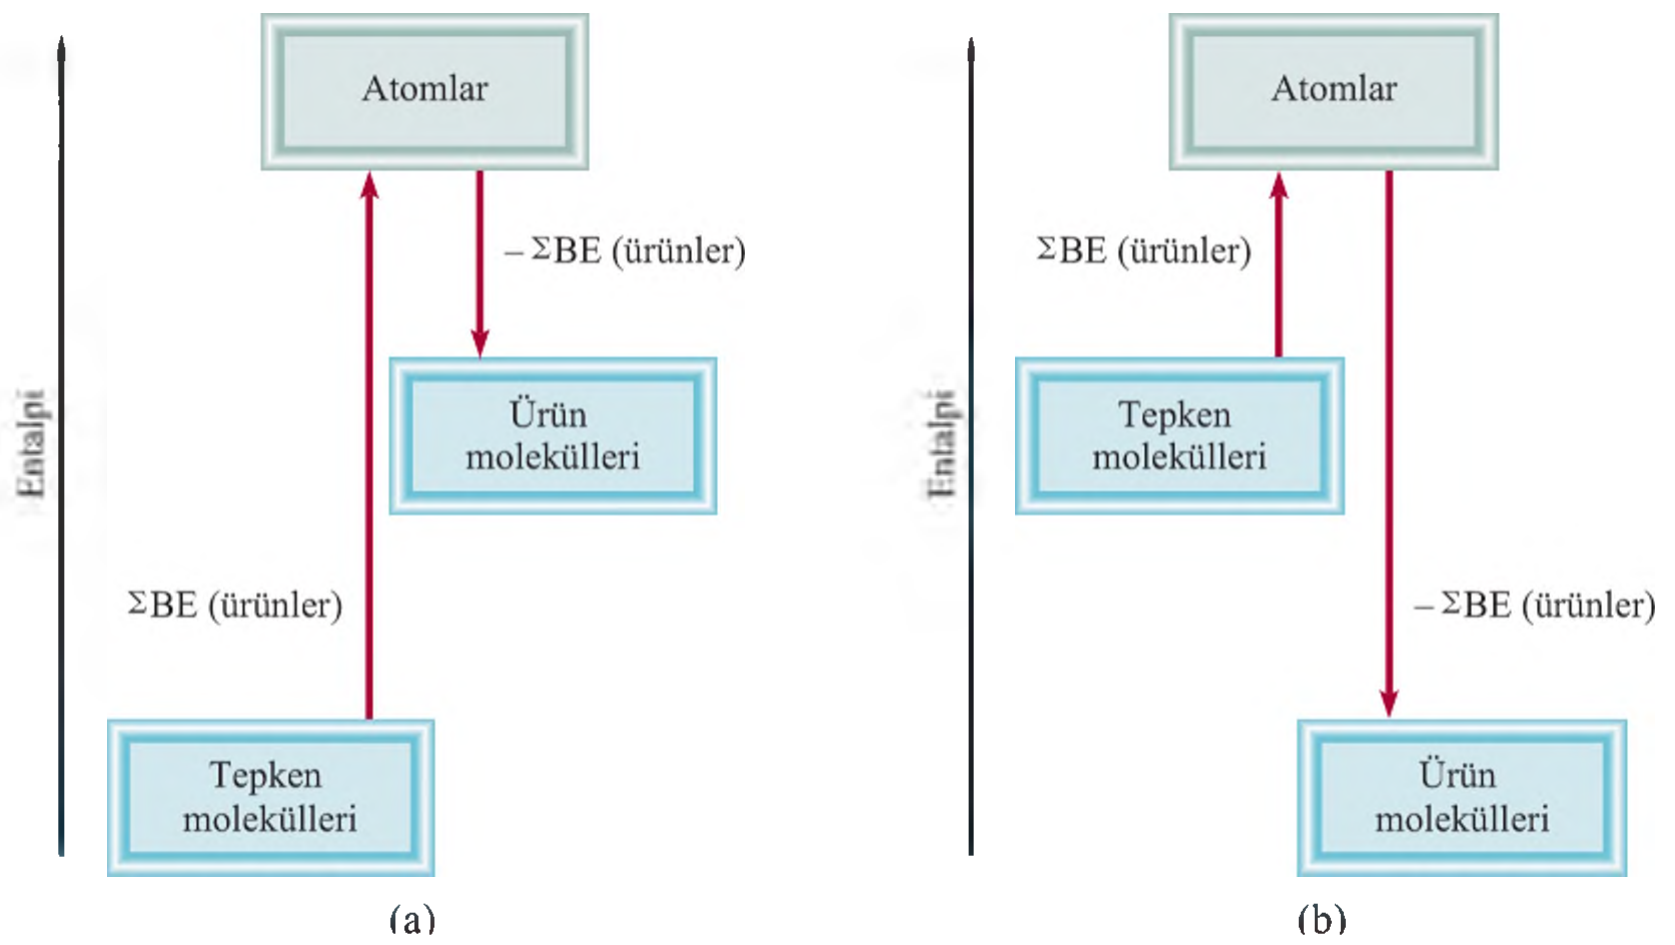 Entalpi
Atomlar
– ΣBE (ürünler)
Ürün
molekülleri
ΣBE (ürünler)
Tepken
molekülleri
(a)
Entalpi
Atomlar
ΣBE (ürünler)
Tepken
molekülleri
– ΣBE (ürünler)
Ürün
molekülleri
(b)